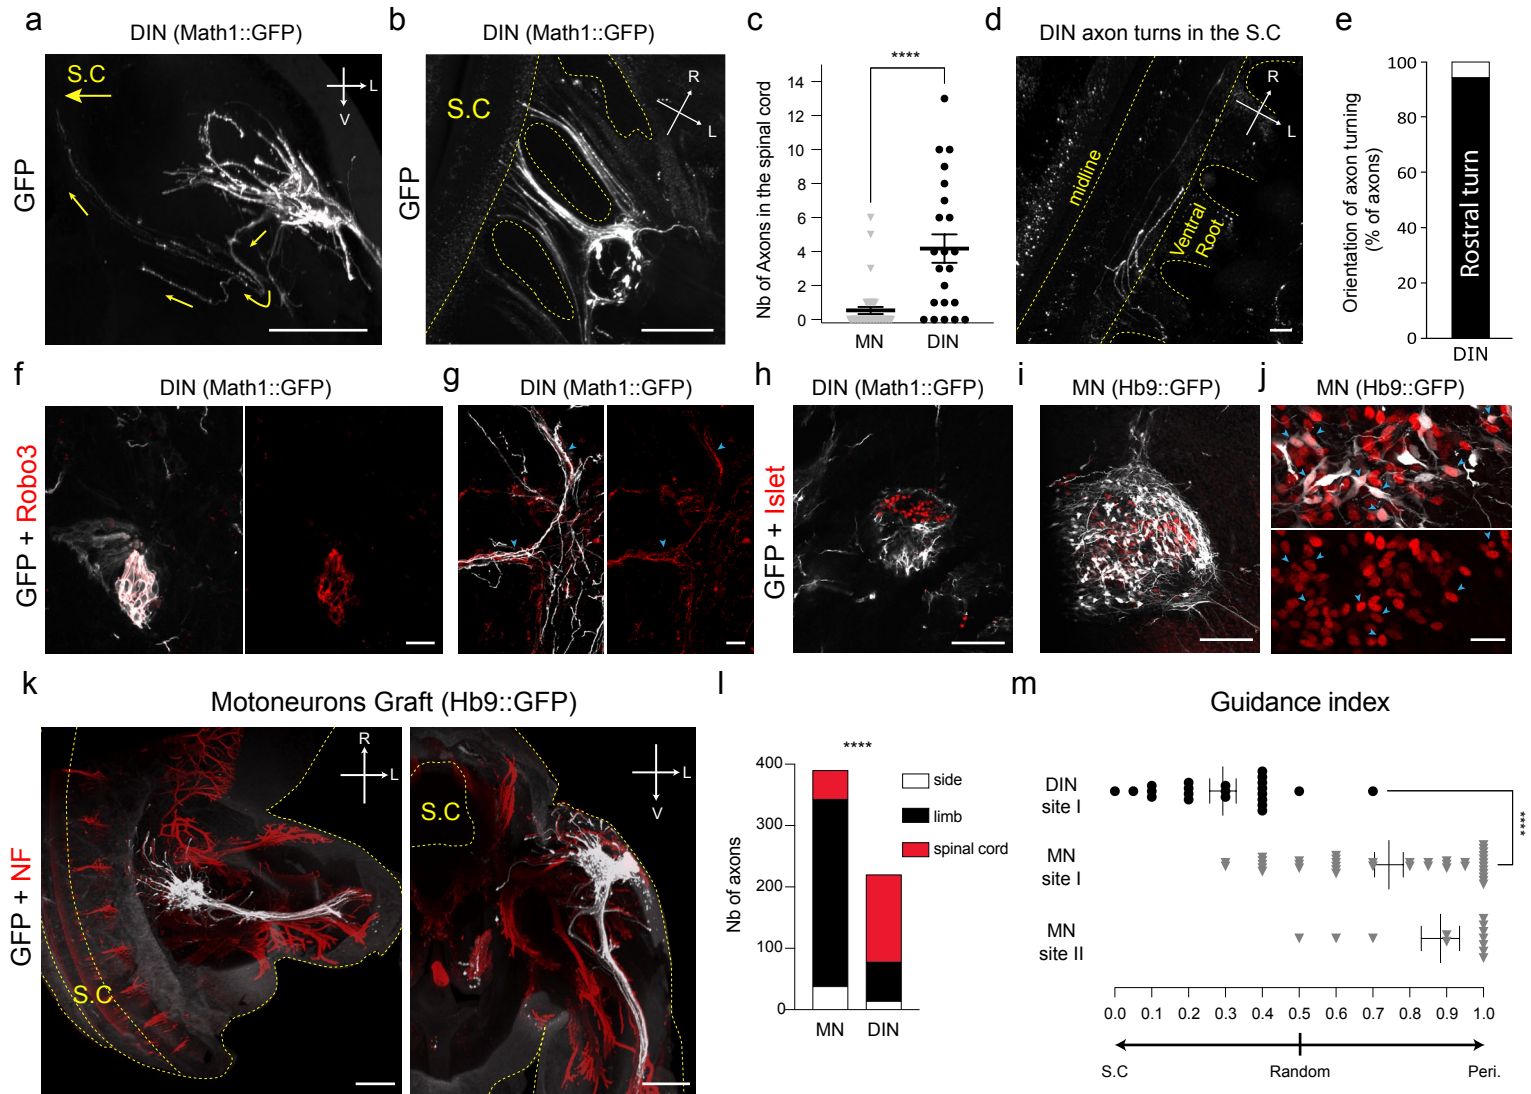 a
DIN (Math1::GFP)
S.C
L
V
GFP
b
DIN (Math1::GFP)
S.C
R
L
GFP
c
****
Nb of Axons in the spinal cord
14
12
10
8
6
4
2
0
MN
DIN
d
DIN axon turns in the S.C
R
L
midline
Ventral
Root
e
Orientation of axon turning
(% of axons)
100
80
60
40
20
0
Rostral turn
DIN
f
DIN (Math1::GFP)
GFP + Robo3
g
DIN (Math1::GFP)
h
DIN (Math1::GFP)
GFP + Islet
i
MN (Hb9::GFP)
j
MN (Hb9::GFP)
k
Motoneurons Graft (Hb9::GFP)
GFP + NF
R
L
S.C
S.C
L
V
l
****
Nb of axons
400
300
200
100
0
MN
DIN
side
limb
spinal cord
m
Guidance index
DIN
site I
MN
site I
MN
site II
****
0.0 0.1 0.2 0.3 0.4 0.5 0.6 0.7 0.8 0.9 1.0
S.C Random Peri.